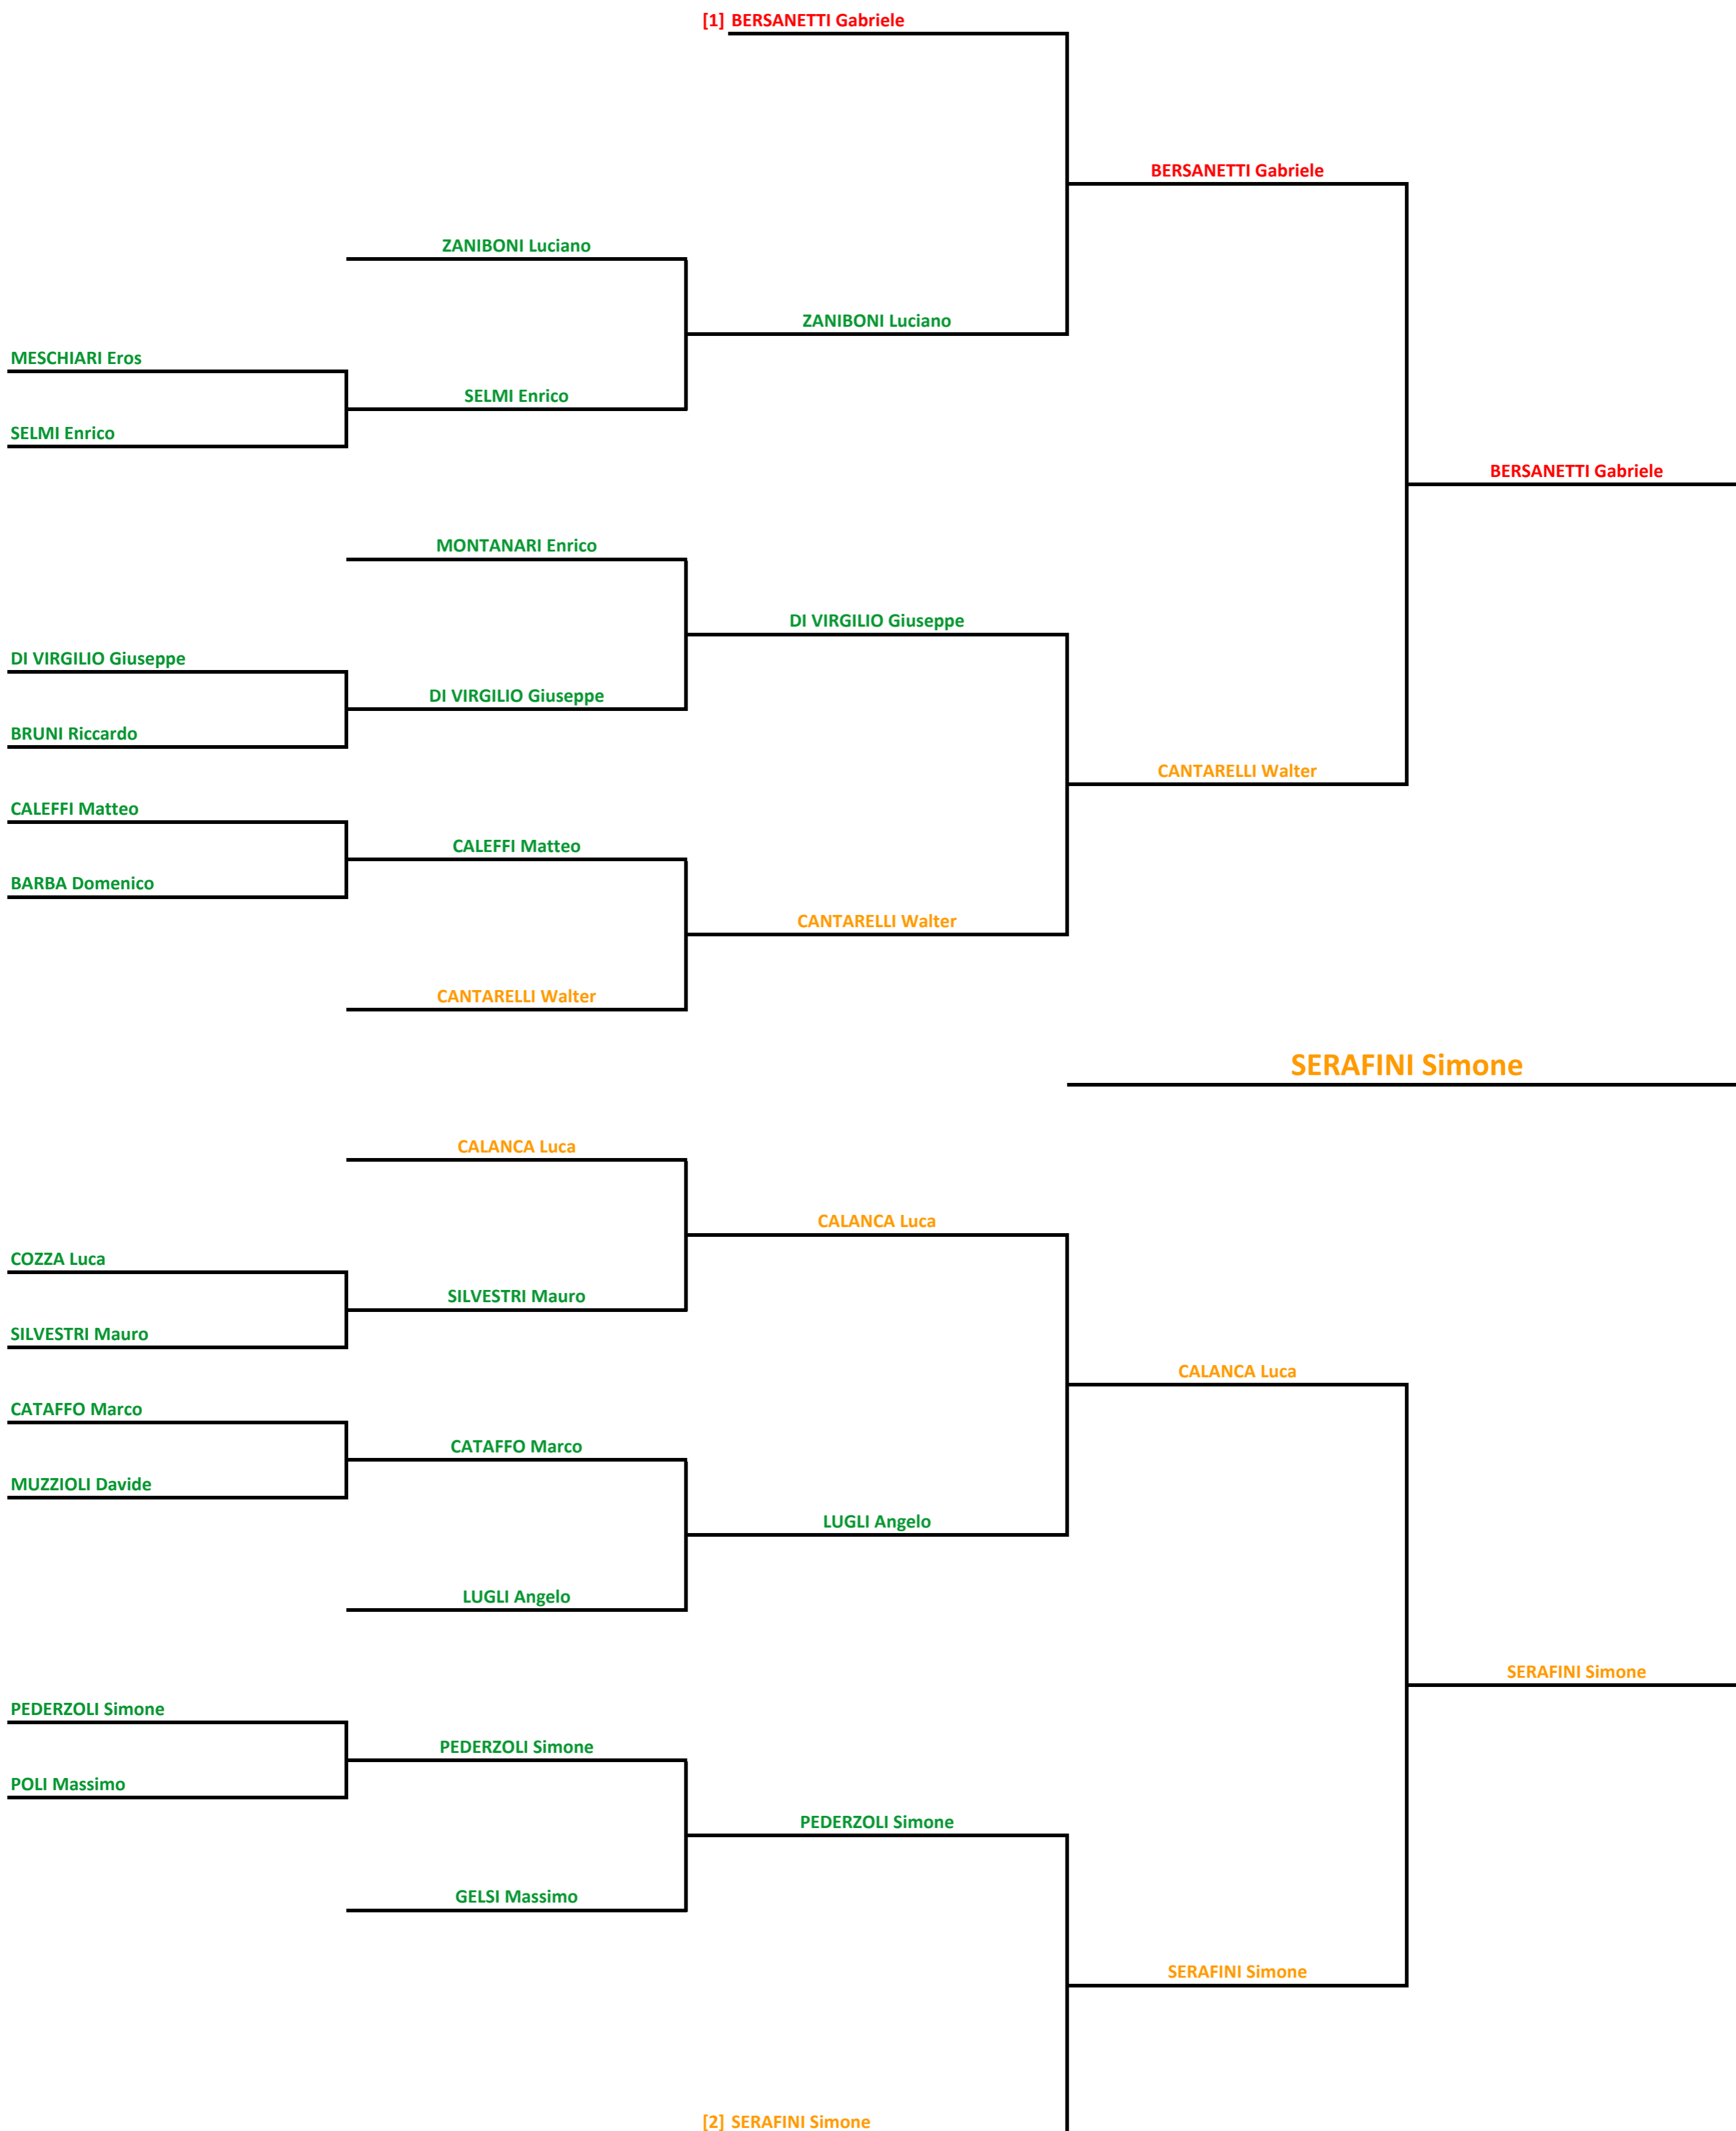 [1] BERSANETTI Gabriele
BERSANETTI Gabriele
ZANIBONI Luciano
ZANIBONI Luciano
MESCHIARI Eros
SELMI Enrico
SELMI Enrico
BERSANETTI Gabriele
MONTANARI Enrico
DI VIRGILIO Giuseppe
DI VIRGILIO Giuseppe
DI VIRGILIO Giuseppe
BRUNI Riccardo
CANTARELLI Walter
CALEFFI Matteo
CALEFFI Matteo
BARBA Domenico
CANTARELLI Walter
CANTARELLI Walter
SERAFINI Simone
CALANCA Luca
CALANCA Luca
COZZA Luca
SILVESTRI Mauro
SILVESTRI Mauro
CALANCA Luca
CATAFFO Marco
CATAFFO Marco
MUZZIOLI Davide
LUGLI Angelo
LUGLI Angelo
SERAFINI Simone
PEDERZOLI Simone
PEDERZOLI Simone
POLI Massimo
PEDERZOLI Simone
GELSI Massimo
SERAFINI Simone
[2] SERAFINI Simone